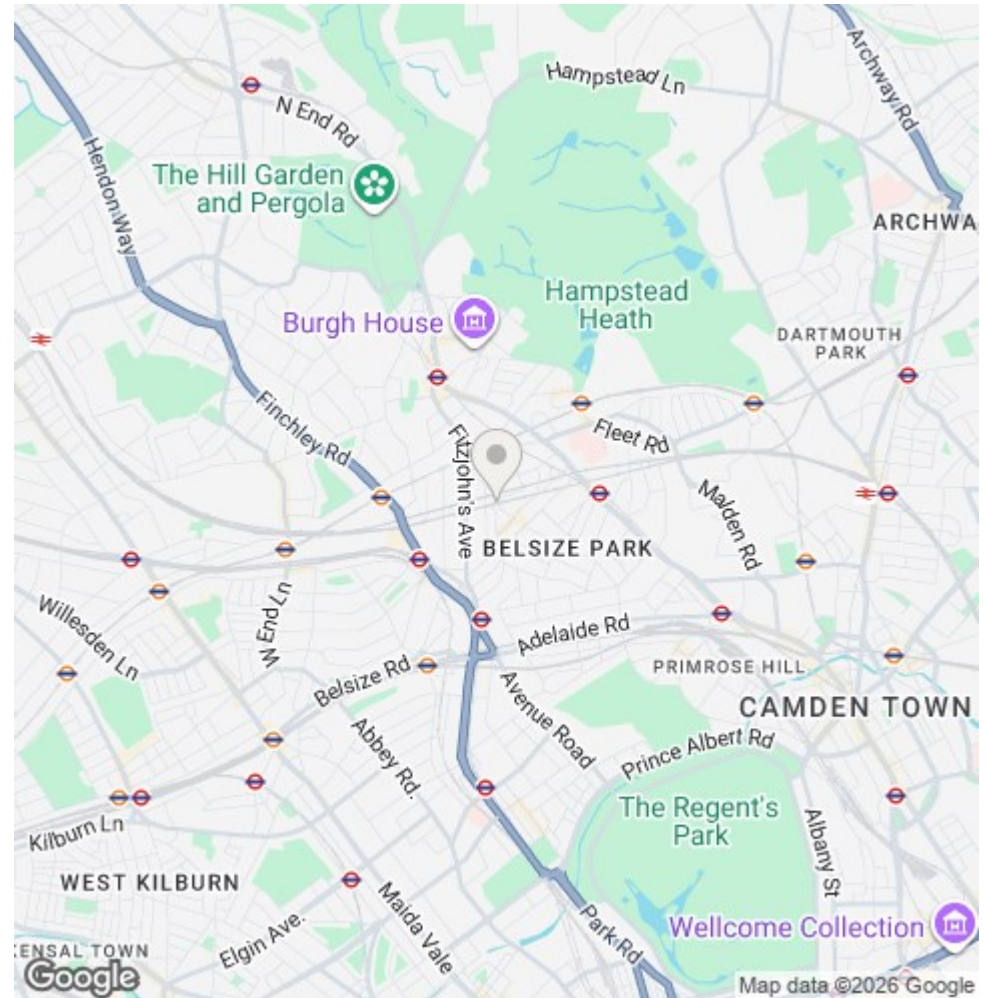 Hampstead Ln
Archway Rd
N End Rd
Hendon Way
The Hill Garden
and Pergola
ARCHWA
Hampstead
Heath
Burgh House
DARTMOUTH
PARK
Finchley Rd
Fitzjohn's Ave
Fleet Rd
Malden Rd
BELSIZE PARK
Willesden Ln
W End Ln
Adelaide Rd
Belsize Rd
PRIMROSE HILL
Avenue Road
CAMDEN TOWN
Abbey Rd.
Prince Albert Rd
The Regent's
Park
Albany St
Kilburn Ln
WEST KILBURN
Maida Vale
Elgin Ave.
Park Rd
Wellcome Collection
KENSAL TOWN
Google
Map data ©2026 Google